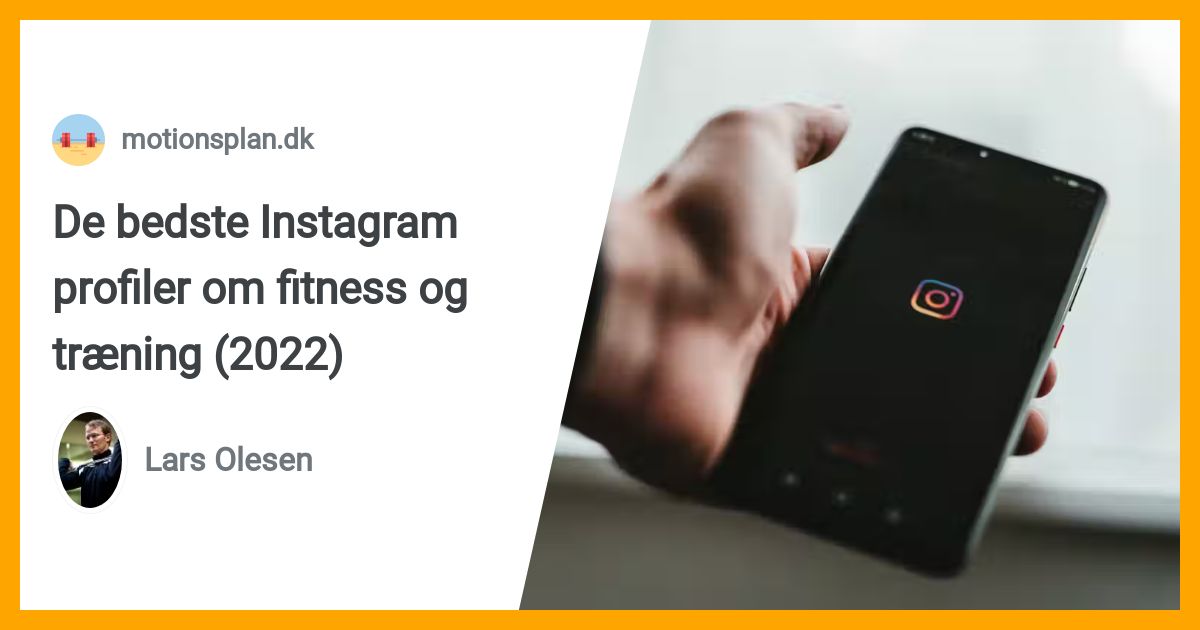 motionsplan.dk
De bedste Instagram
profiler om fitness og
træning (2022)
Lars Olesen